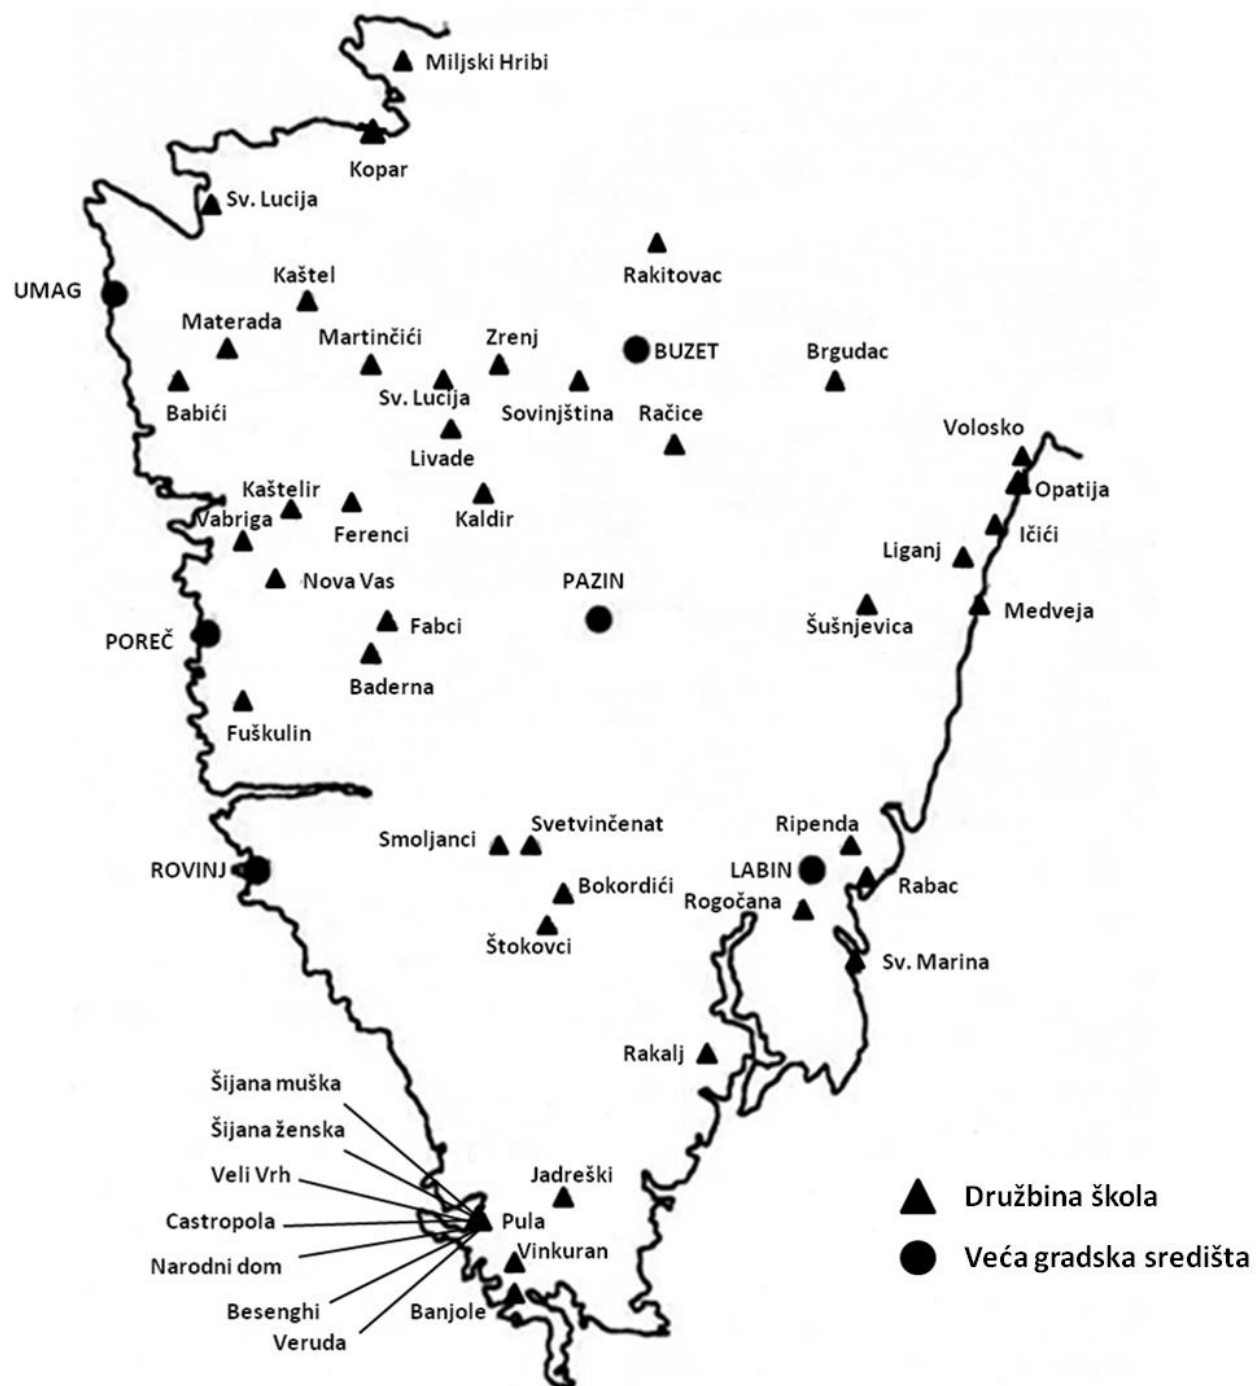 Miljski Hribi
Kopar
Sv. Lucija
Rakitovac
Kaštel
UMAG
Materada
Martinčići
Zrenj
BUZET
Brgudac
Sv. Lucija
Babići
Sovinjština
Račice
Volosko
Livade
Kaštelir
Opatija
Vabriga
Kaldir
Ferenci
Ičići
Liganj
Nova Vas
PAZIN
Medveja
Fabci
Šušnjevica
POREČ
Baderna
Fuškulin
Svetvinčenat
Ripenda
Smoljanci
ROVINJ
LABIN
Bokordići
Rabac
Rogočana
Štokovci
Sv. Marina
Rakalj
Šijana muška
Šijana ženska
Veli Vrh
Jadreški
Castropola
Pula
Vinkuran
Narodni dom
Besenghi
Banjole
Veruda
Družbina škola
Veća gradska središta